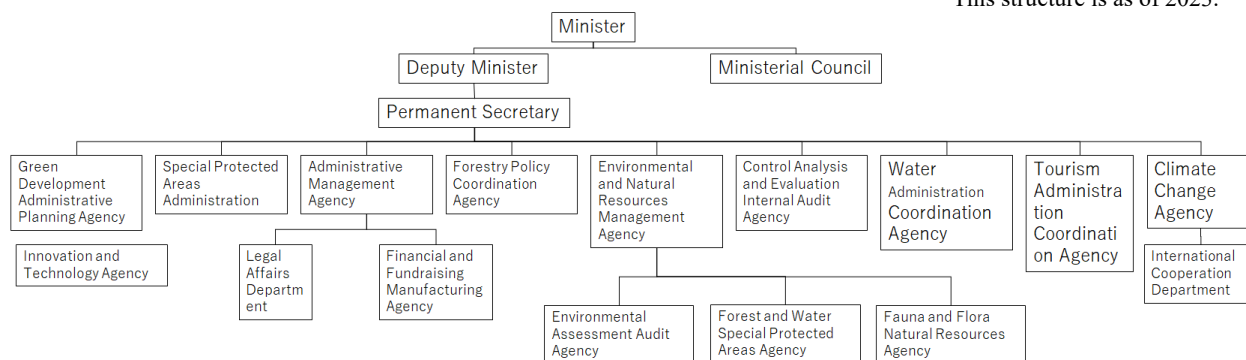 This structure is as of 2023.
Minister
Deputy Minister
Ministerial Council
Permanent Secretary
Green
Development
Administrative
Planning Agency
Special Protected
Areas
Administration
Administrative
Management
Agency
Forestry Policy
Coordination
Agency
Environmental
and Natural
Resources
Management
Agency
Control Analysis
and Evaluation
Internal Audit
Agency
Water
Administration
Coordination
Agency
Tourism
Administra
tion
Coordinati
on Agency
Climate
Change
Agency
Innovation and
Technology Agency
Legal
Affairs
Departm
ent
Financial and
Fundraising
Manufacturing
Agency
International
Cooperation
Department
Environmental
Assessment Audit
Agency
Forest and Water
Special Protected
Areas Agency
Fauna and Flora
Natural Resources
Agency